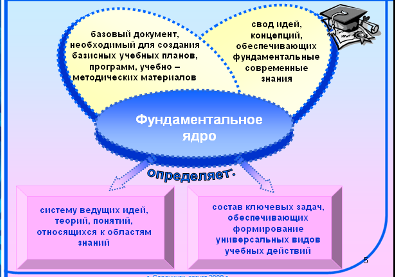 базовый документ,
необходимый для создания
базисных учебных планов,
программ, учебно –
методических материалов
свод идей,
концепций,
обеспечивающих
фундаментальные
современные
знания
Фундаментальное
ядро
определяет:
систему ведущих идей,
теорий, понятий,
относящихся к областям
знаний
состав ключевых задач,
обеспечивающих
формирование
универсальных видов
учебных действий
5